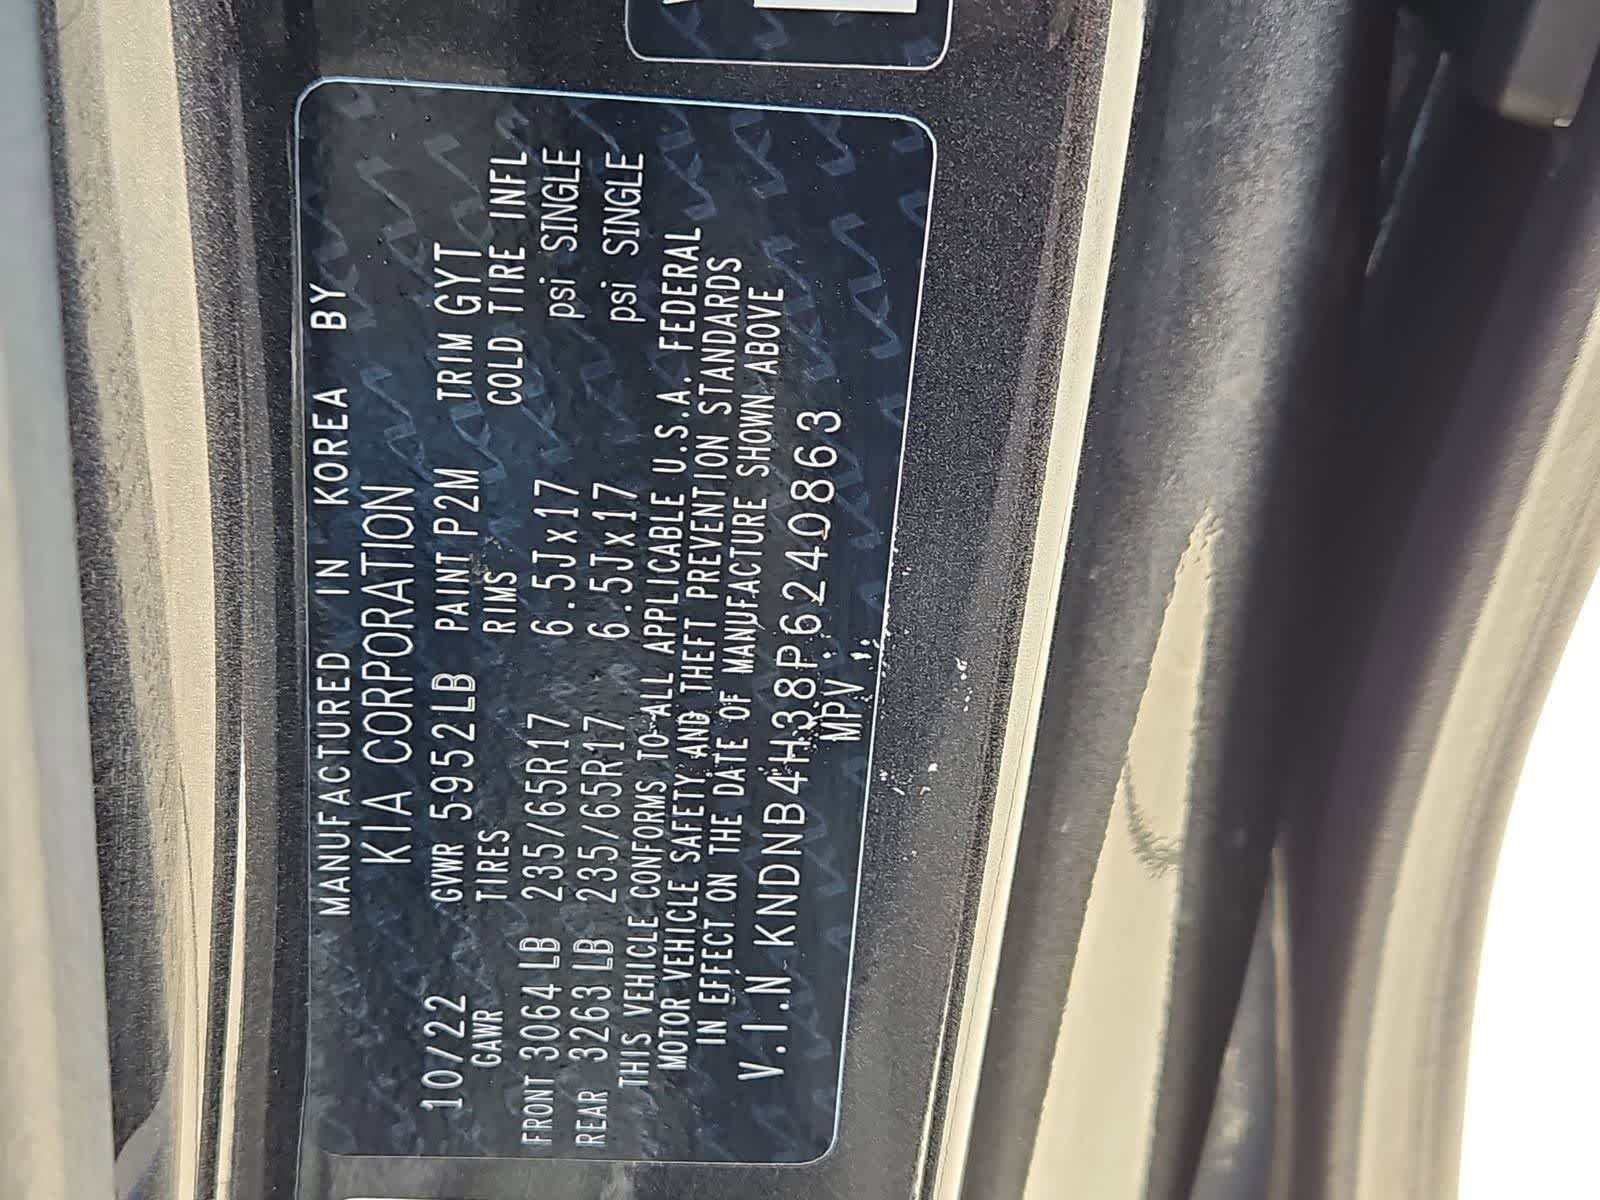 MANUFACTURED IN KOREA BY
KIA CORPORATION
10/22 GVWR 5952LB PAINT P2M TRIM GYT
GAWR TIRES RIMS COLD TIRE INFL
FRONT 3064 LB 235/65R17 6.5Jx17 psi SINGLE
REAR 3263 LB 235/65R17 6.5Jx17 psi SINGLE
THIS VEHICLE CONFORMS TO ALL APPLICABLE U.S.A. FEDERAL
MOTOR VEHICLE SAFETY AND THEFT PREVENTION STANDARDS
IN EFFECT ON THE DATE OF MANUFACTURE SHOWN ABOVE
V.I.N KNDNB4H38P6240863
MPV